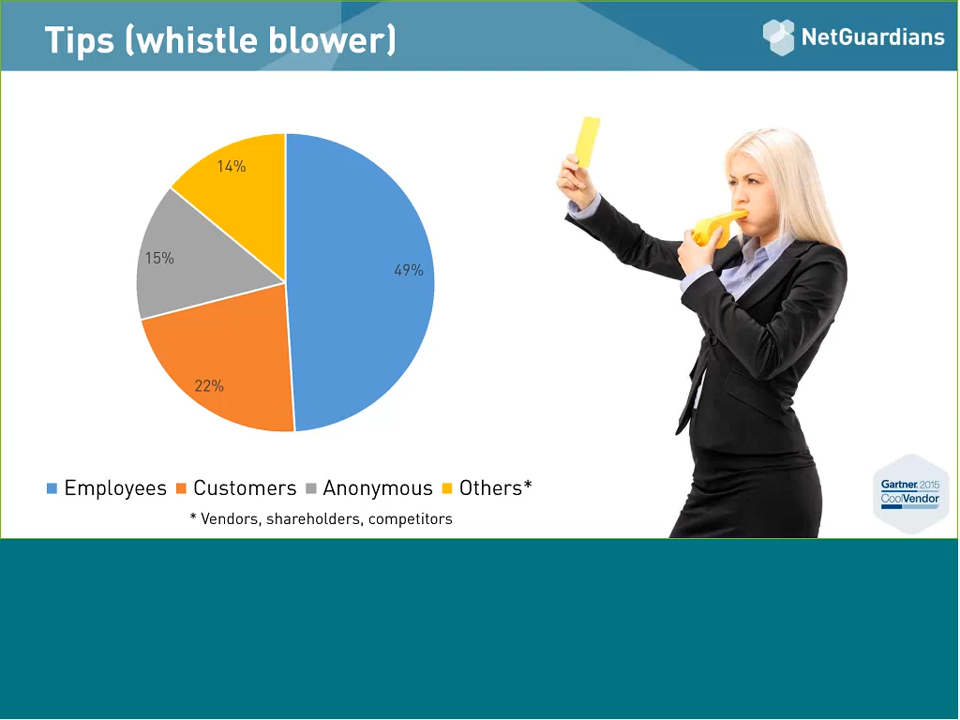 Tips (whistle blower)
NetGuardians
14%
15%
49%
22%
Employees Customers Anonymous Others*
* Vendors, shareholders, competitors
Gartner 2015
CoolVendor